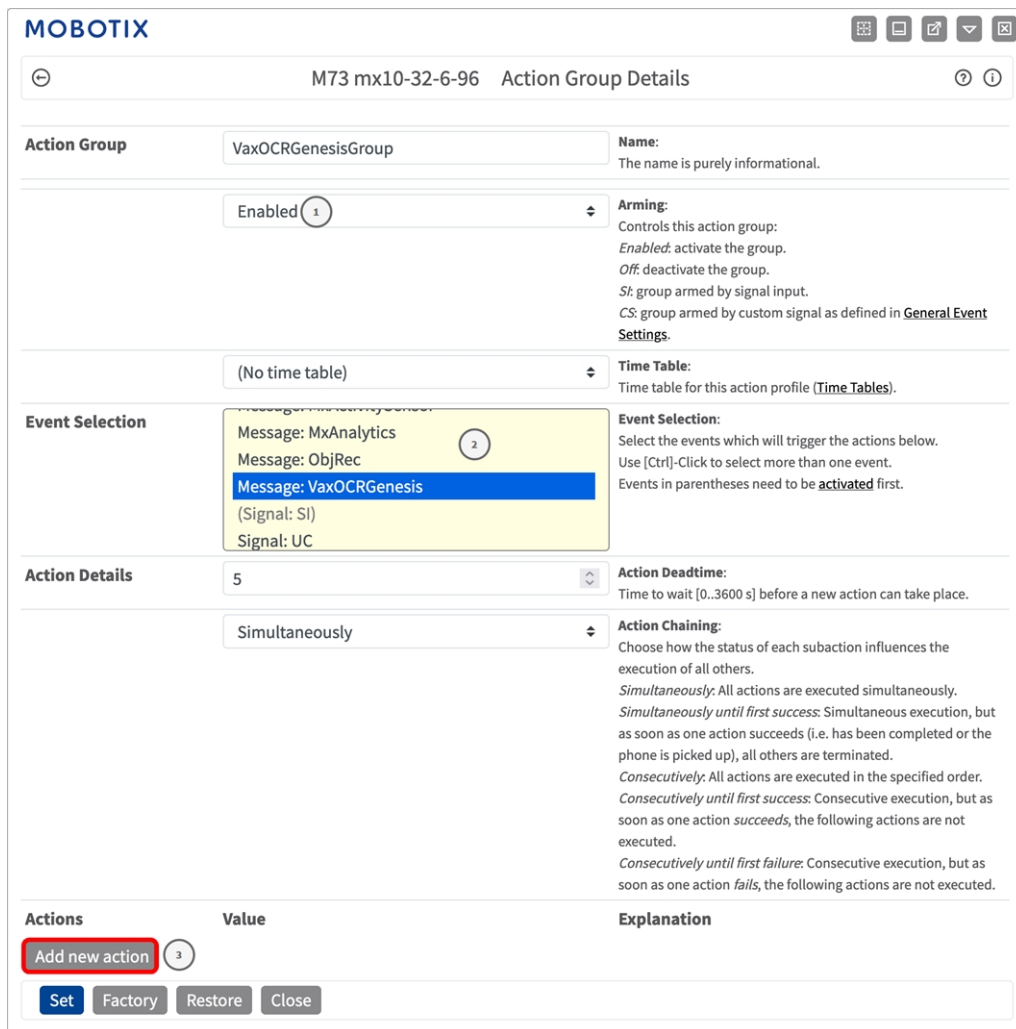 MOBOTIX
M73 mx10-32-6-96 Action Group Details
Action Group
VaxOCRGenesisGroup
Name:
The name is purely informational.
Enabled
1
Arming:
Controls this action group:
Enabled: activate the group.
Off: deactivate the group.
SI: group armed by signal input.
CS: group armed by custom signal as defined in General Event
Settings.
(No time table)
Time Table:
Time table for this action profile (Time Tables).
Event Selection
Message: MxActivitySensor
Message: MxAnalytics
2
Message: ObjRec
Message: VaxOCRGenesis
(Signal: SI)
Signal: UC
Event Selection:
Select the events which will trigger the actions below.
Use [Ctrl]-Click to select more than one event.
Events in parentheses need to be activated first.
Action Details
5
Action Deadtime:
Time to wait [0..3600 s] before a new action can take place.
Simultaneously
Action Chaining:
Choose how the status of each subaction influences the
execution of all others.
Simultaneously: All actions are executed simultaneously.
Simultaneously until first success: Simultaneous execution, but
as soon as one action succeeds (i.e. has been completed or the
phone is picked up), all others are terminated.
Consecutively: All actions are executed in the specified order.
Consecutively until first success: Consecutive execution, but as
soon as one action succeeds, the following actions are not
executed.
Consecutively until first failure: Consecutive execution, but as
soon as one action fails, the following actions are not executed.
Actions Value Explanation
Add new action
3
Set Factory Restore Close